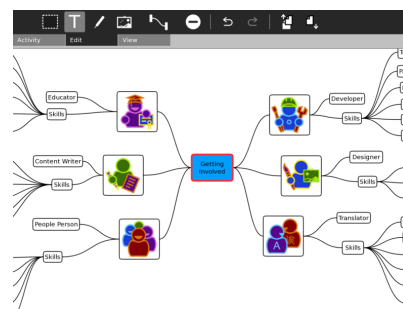 Activity
Edit
View
Educator
Skills
Content Writer
Skills
People Person
Skills
Getting
Involved
Developer
Skills
Designer
Skills
Translator
Skills
A